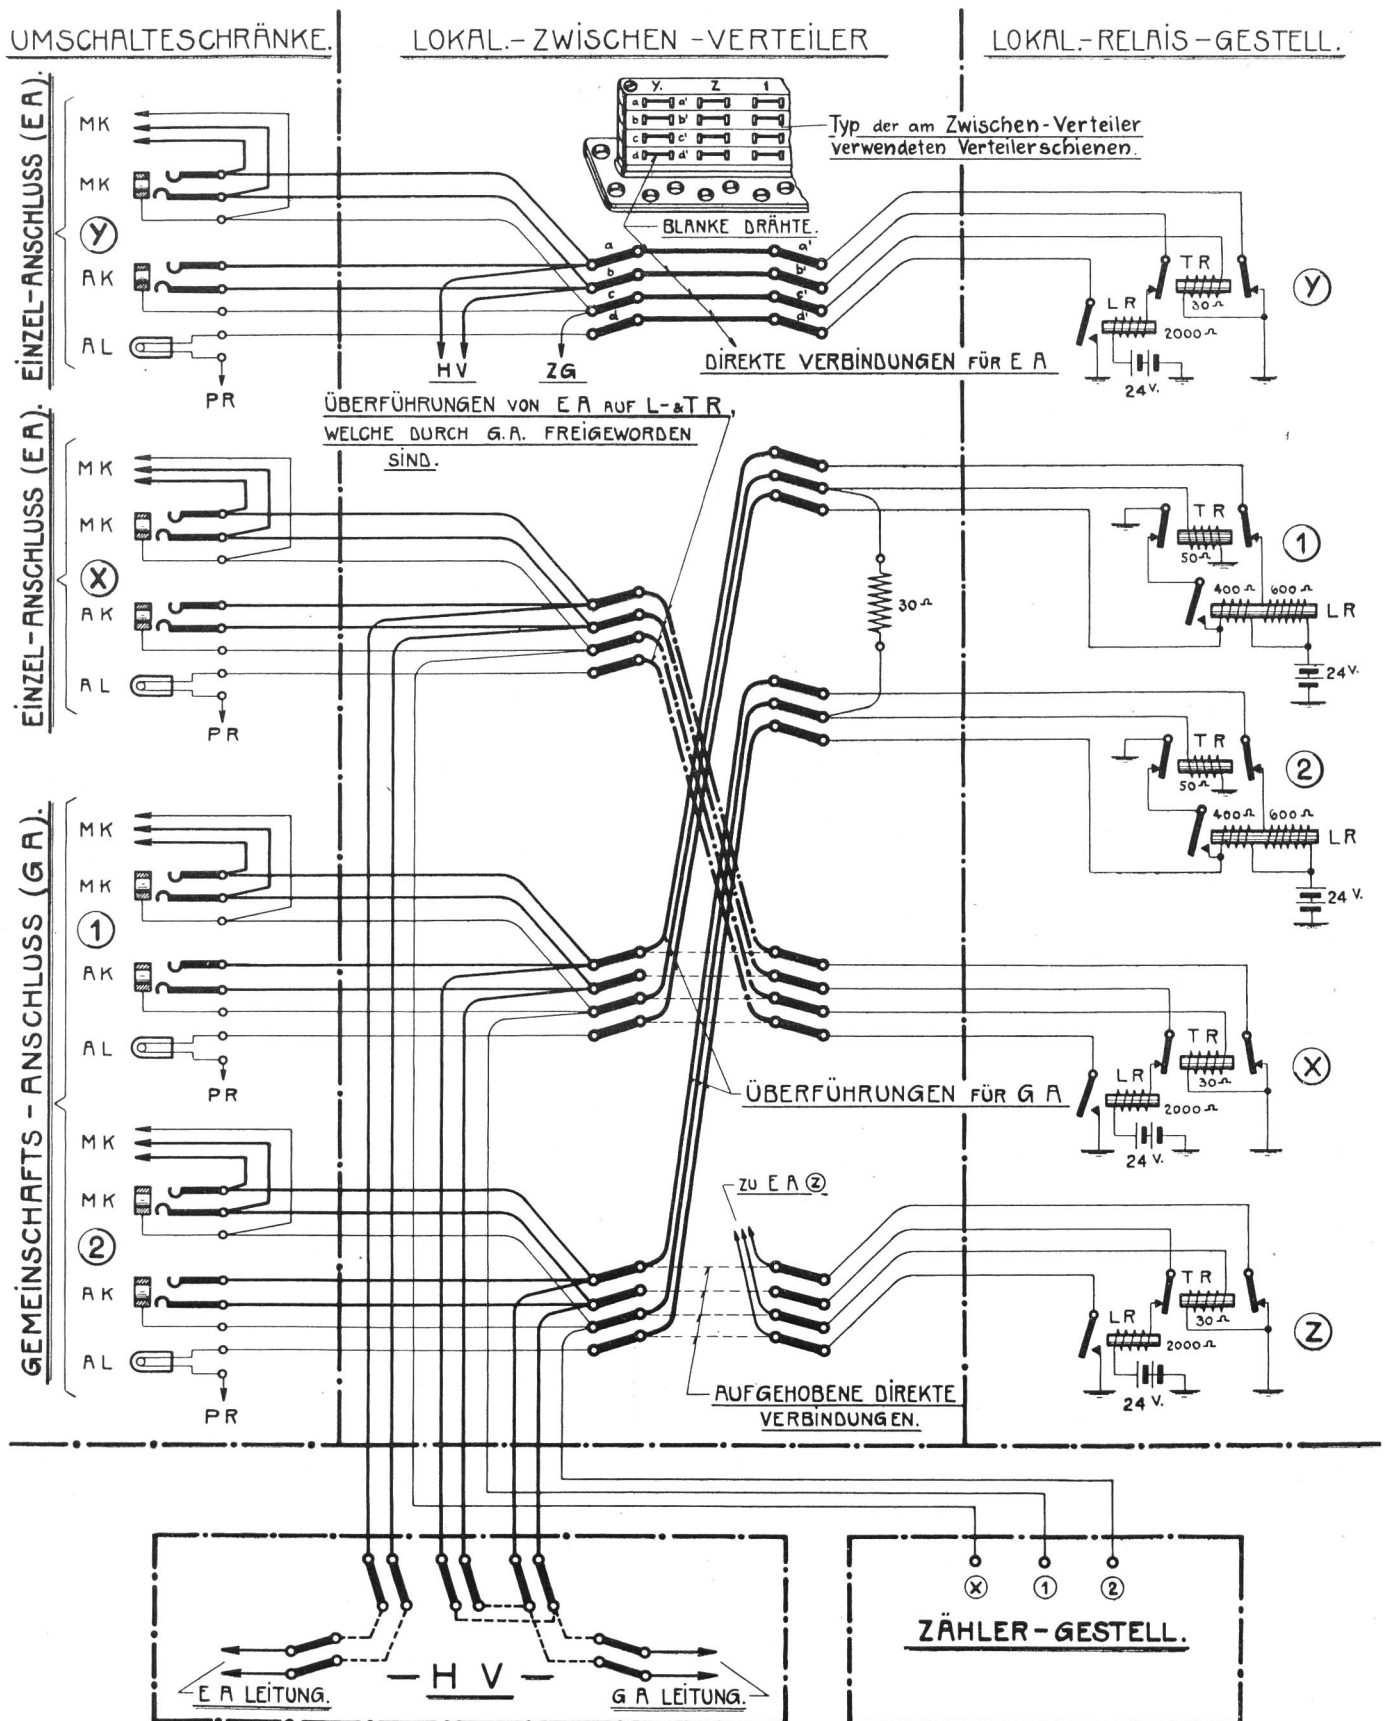 UMSCHALTESCHRÄNKE.
LOKAL.-ZWISCHEN-VERTEILER
LOKAL.-RELAIS-GESTELL.
EINZEL-ANSCHLUSS (E A).
MK
MK
Y
AK
AL
PR
Y. Z 1
a a'
b b'
c c'
d d'
Typ der am Zwischen-Verteiler
verwendeten Verteilerschienen.
BLANKE DRÄHTE.
a a'
b b'
c c'
d d'
HV
ZG
DIREKTE VERBINDUNGEN FÜR E A
TR
30 Ω
LR
2000 Ω
24 V.
Y
ÜBERFÜHRUNGEN VON E A AUF L-& T R,
WELCHE DURCH G.A. FREIGEWORDEN
SIND.
EINZEL-ANSCHLUSS (E A).
MK
MK
X
AK
AL
PR
30 Ω
TR
50 Ω
1
400 Ω 600 Ω
LR
24 V.
TR
50 Ω
2
400 Ω 600 Ω
LR
24 V.
GEMEINSCHAFTS-ANSCHLUSS (G A).
MK
MK
1
AK
AL
PR
MK
MK
2
AK
AL
PR
ÜBERFÜHRUNGEN FÜR G A
TR
30 Ω
LR
2000 Ω
24 V.
X
ZU E A Z
TR
30 Ω
LR
2000 Ω
24 V.
Z
AUFGEHOBENE DIREKTE
VERBINDUNGEN.
E A LEITUNG.
- H V -
G A LEITUNG.
X 1 2
ZÄHLER-GESTELL.